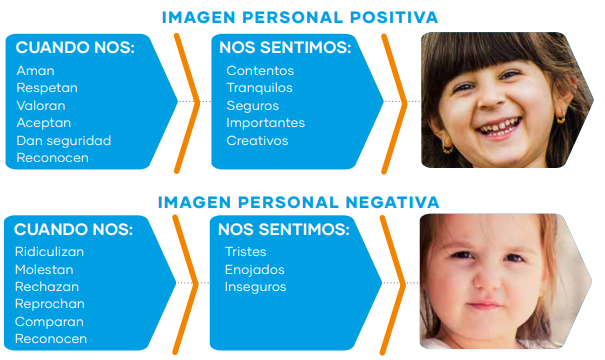 IMAGEN PERSONAL POSITIVA
CUANDO NOS:
Aman
Respetan
Valoran
Aceptan
Dan seguridad
Reconocen
NOS SENTIMOS:
Contentos
Tranquilos
Seguros
Importantes
Creativos
IMAGEN PERSONAL NEGATIVA
CUANDO NOS:
Ridiculizan
Molestan
Rechazan
Reprochan
Comparan
Reconocen
NOS SENTIMOS:
Tristes
Enojados
Inseguros